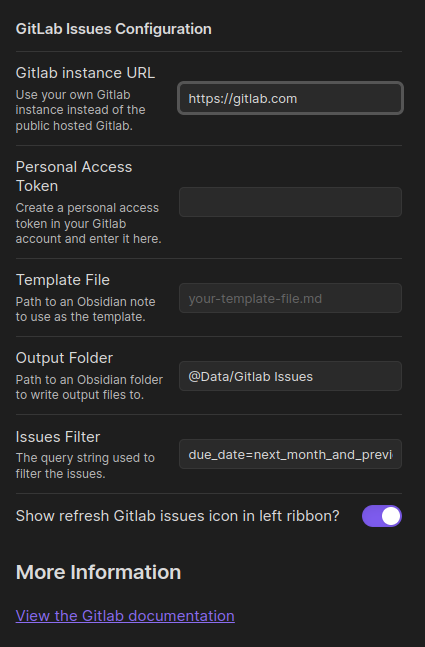 GitLab Issues Configuration
Gitlab instance URL
Use your own Gitlab
instance instead of the
public hosted Gitlab.
https://gitlab.com
Personal Access
Token
Create a personal access
token in your Gitlab
account and enter it here.
Template File
Path to an Obsidian note
to use as the template.
your-template-file.md
Output Folder
Path to an Obsidian folder
to write output files to.
@Data/Gitlab Issues
Issues Filter
The query string used to
filter the issues.
due_date=next_month_and_previ
Show refresh Gitlab issues icon in left ribbon?
More Information
View the Gitlab documentation